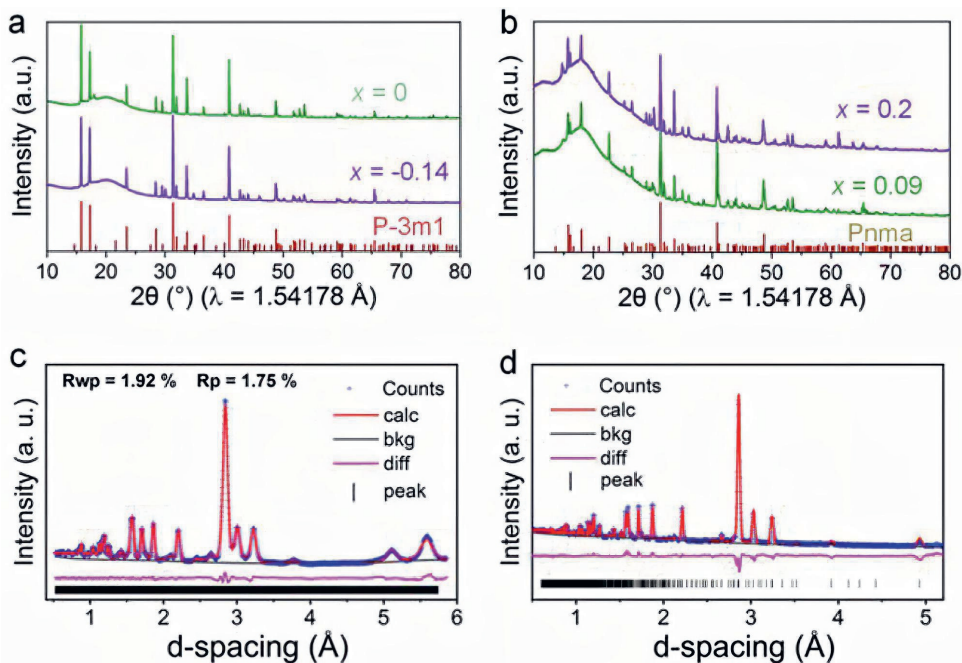 a
Intensity (a.u.)
x = 0
x = -0.14
P-3m1
10 20 30 40 50 60 70 80
2θ (°) (λ = 1.54178 Å)
b
Intensity (a.u.)
x = 0.2
x = 0.09
Pnma
10 20 30 40 50 60 70 80
2θ (°) (λ = 1.54178 Å)
c
Rwp = 1.92 % Rp = 1.75 %
Counts
calc
bkg
diff
peak
Intensity (a. u.)
1 2 3 4 5 6
d-spacing (Å)
d
Counts
calc
bkg
diff
peak
Intensity (a. u.)
1 2 3 4 5
d-spacing (Å)